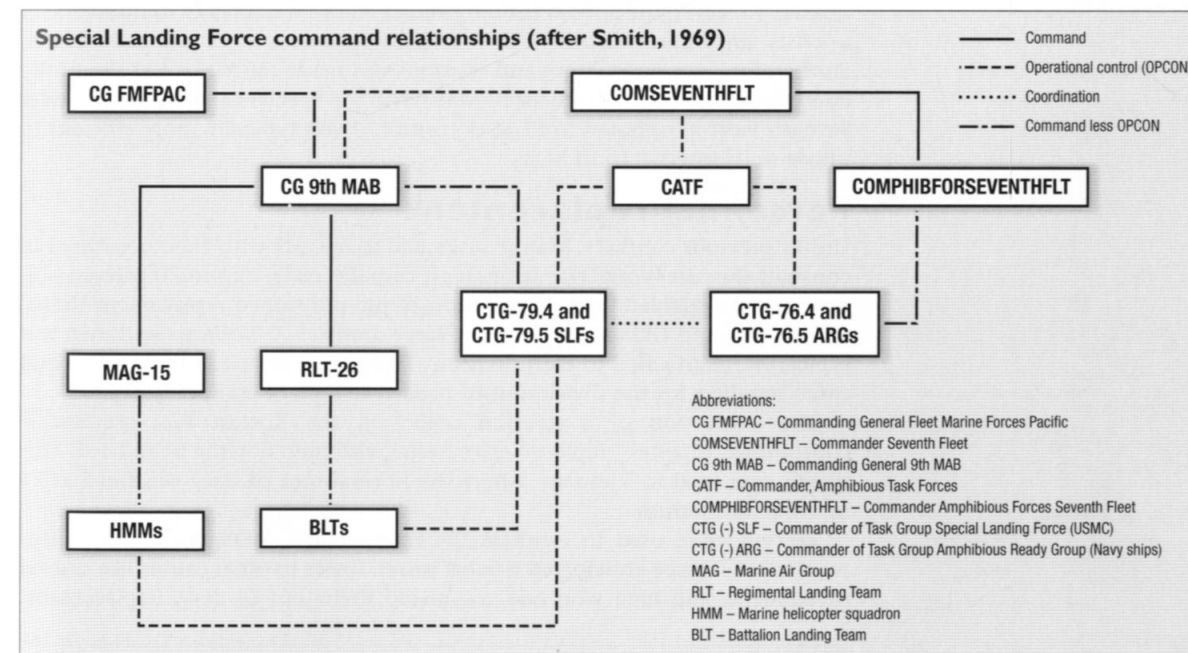 Special Landing Force command relationships (after Smith, 1969)
Command
Operational control (OPCON
Coordination
Command less OPCON
CG FMFPAC
COMSEVENTHFLT
CG 9th MAB
CATF
COMPHIBFORSEVENTHFLT
CTG-79.4 and
CTG-79.5 SLFs
CTG-76.4 and
CTG-76.5 ARGs
MAG-15
RLT-26
HMMs
BLTs
Abbreviations:
CG FMFPAC – Commanding General Fleet Marine Forces Pacific
COMSEVENTHFLT – Commander Seventh Fleet
CG 9th MAB – Commanding General 9th MAB
CATF – Commander, Amphibious Task Forces
COMPHIBFORSEVENTHFLT – Commander Amphibious Forces Seventh Fleet
CTG (-) SLF – Commander of Task Group Special Landing Force (USMC)
CTG (-) ARG – Commander of Task Group Amphibious Ready Group (Navy ships)
MAG – Marine Air Group
RLT – Regimental Landing Team
HMM – Marine helicopter squadron
BLT – Battalion Landing Team